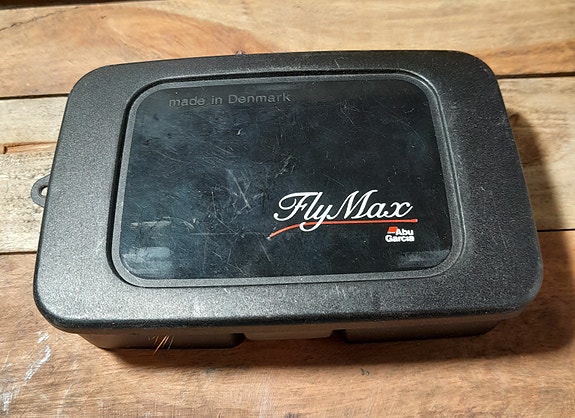 made in Denmark
FlyMax
Abu
Garcia